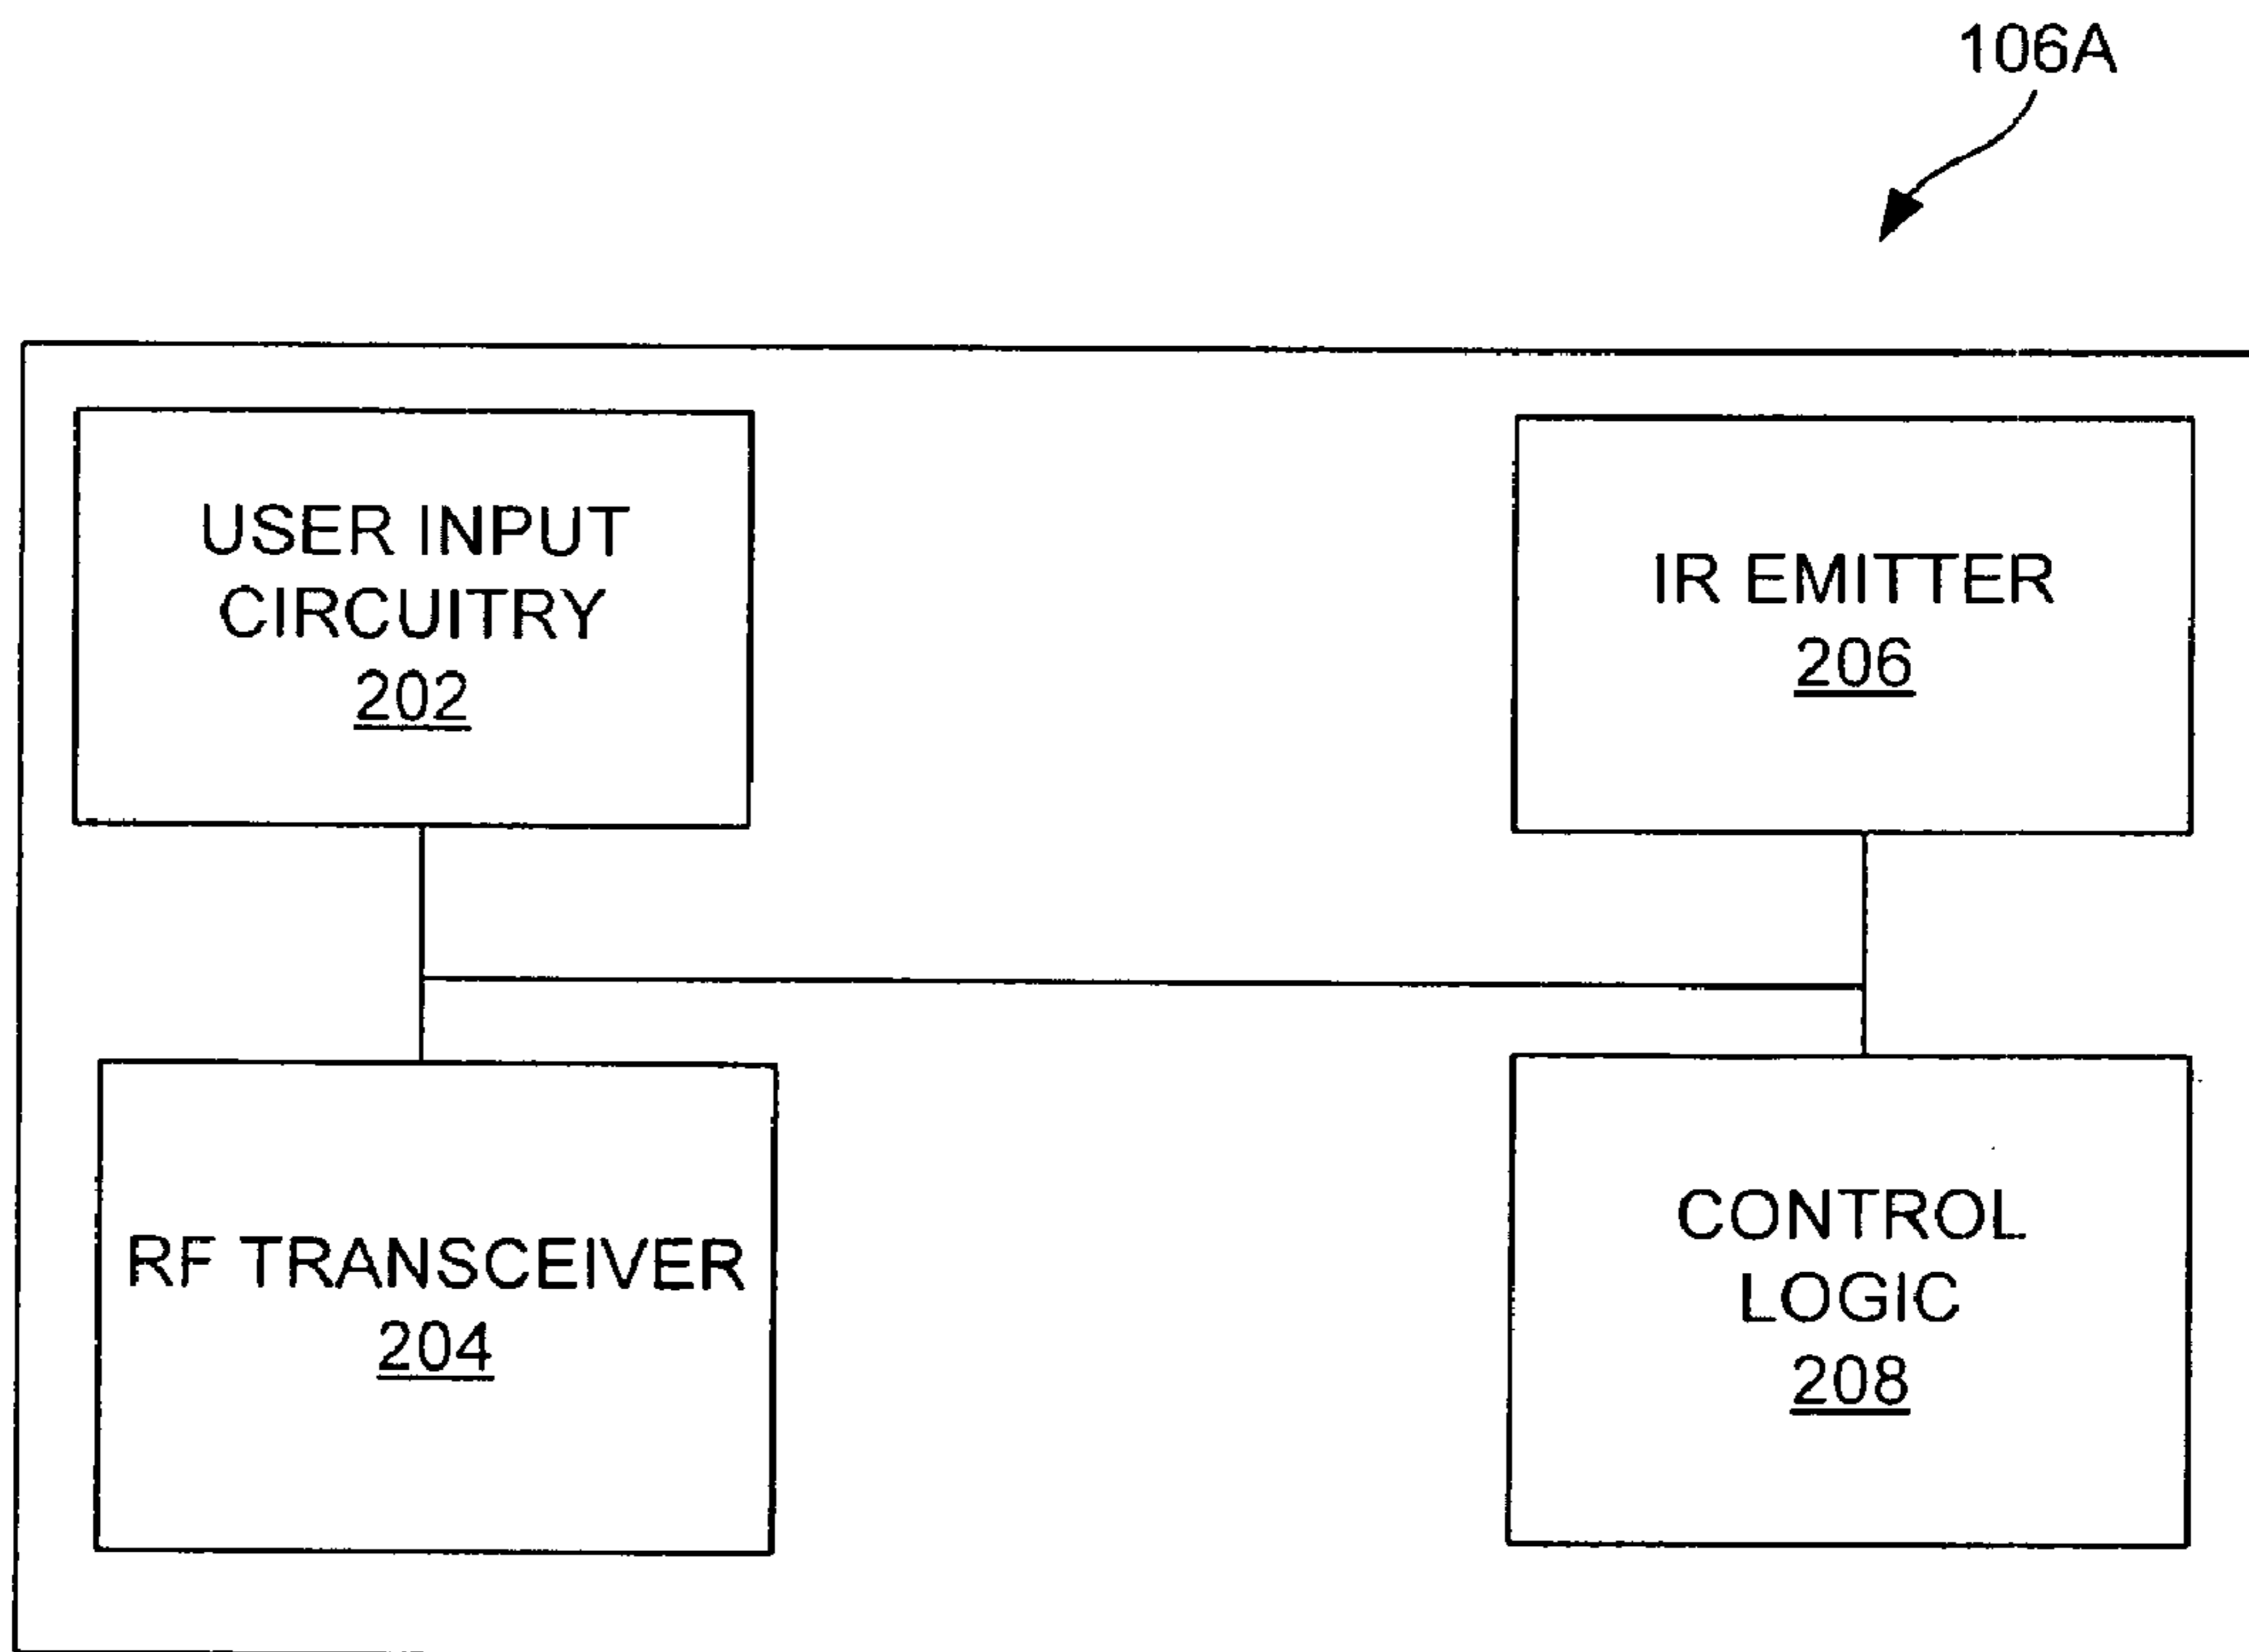 106A
USER INPUT
CIRCUITRY
202
IR EMITTER
206
RF TRANSCEIVER
204
CONTROL
LOGIC
208